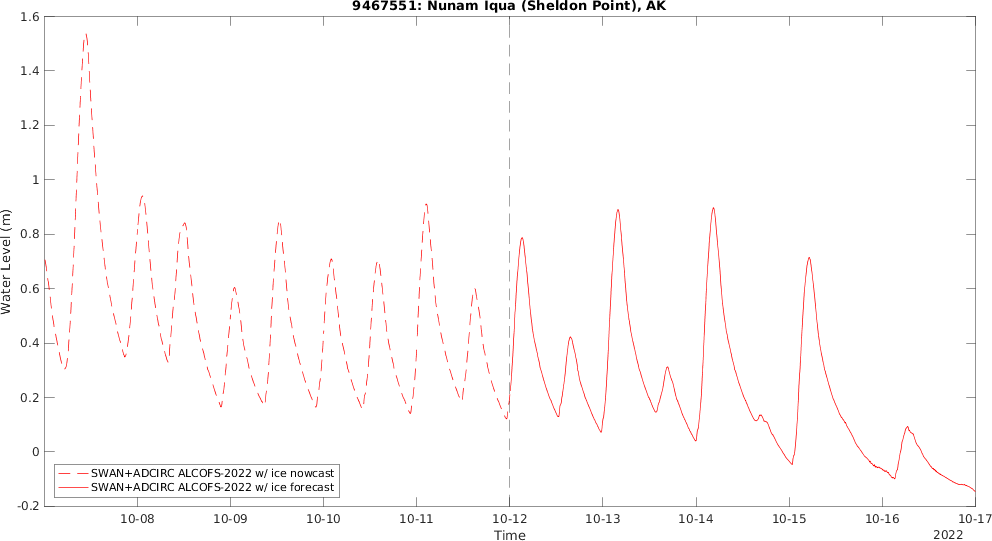 9467551: Nunam Iqua (Sheldon Point), AK
Water Level (m)
1.6
1.4
1.2
1
0.8
0.6
0.4
0.2
0
-0.2
SWAN+ADCIRC ALCOFS-2022 w/ ice nowcast
SWAN+ADCIRC ALCOFS-2022 w/ ice forecast
10-08 10-09 10-10 10-11 10-12 10-13 10-14 10-15 10-16 10-17
Time
2022